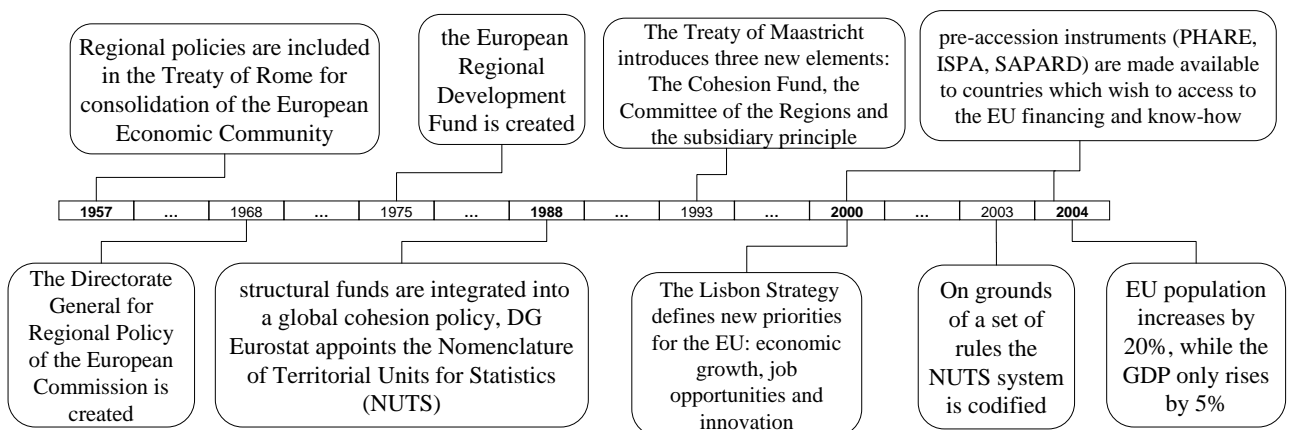 Regional policies are included
in the Treaty of Rome for
consolidation of the European
Economic Community
the European
Regional
Development
Fund is created
The Treaty of Maastricht
introduces three new elements:
The Cohesion Fund, the
Committee of the Regions and
the subsidiary principle
pre-accession instruments (PHARE,
ISPA, SAPARD) are made available
to countries which wish to access to
the EU financing and know-how
1957 ... 1968 ... 1975 ... 1988 ... 1993 ... 2000 ... 2003 2004
The Directorate
General for
Regional Policy
of the European
Commission is
created
structural funds are integrated into
a global cohesion policy, DG
Eurostat appoints the Nomenclature
of Territorial Units for Statistics
(NUTS)
The Lisbon Strategy
defines new priorities
for the EU: economic
growth, job
opportunities and
innovation
On grounds
of a set of
rules the
NUTS system
is codified
EU population
increases by
20%, while the
GDP only rises
by 5%